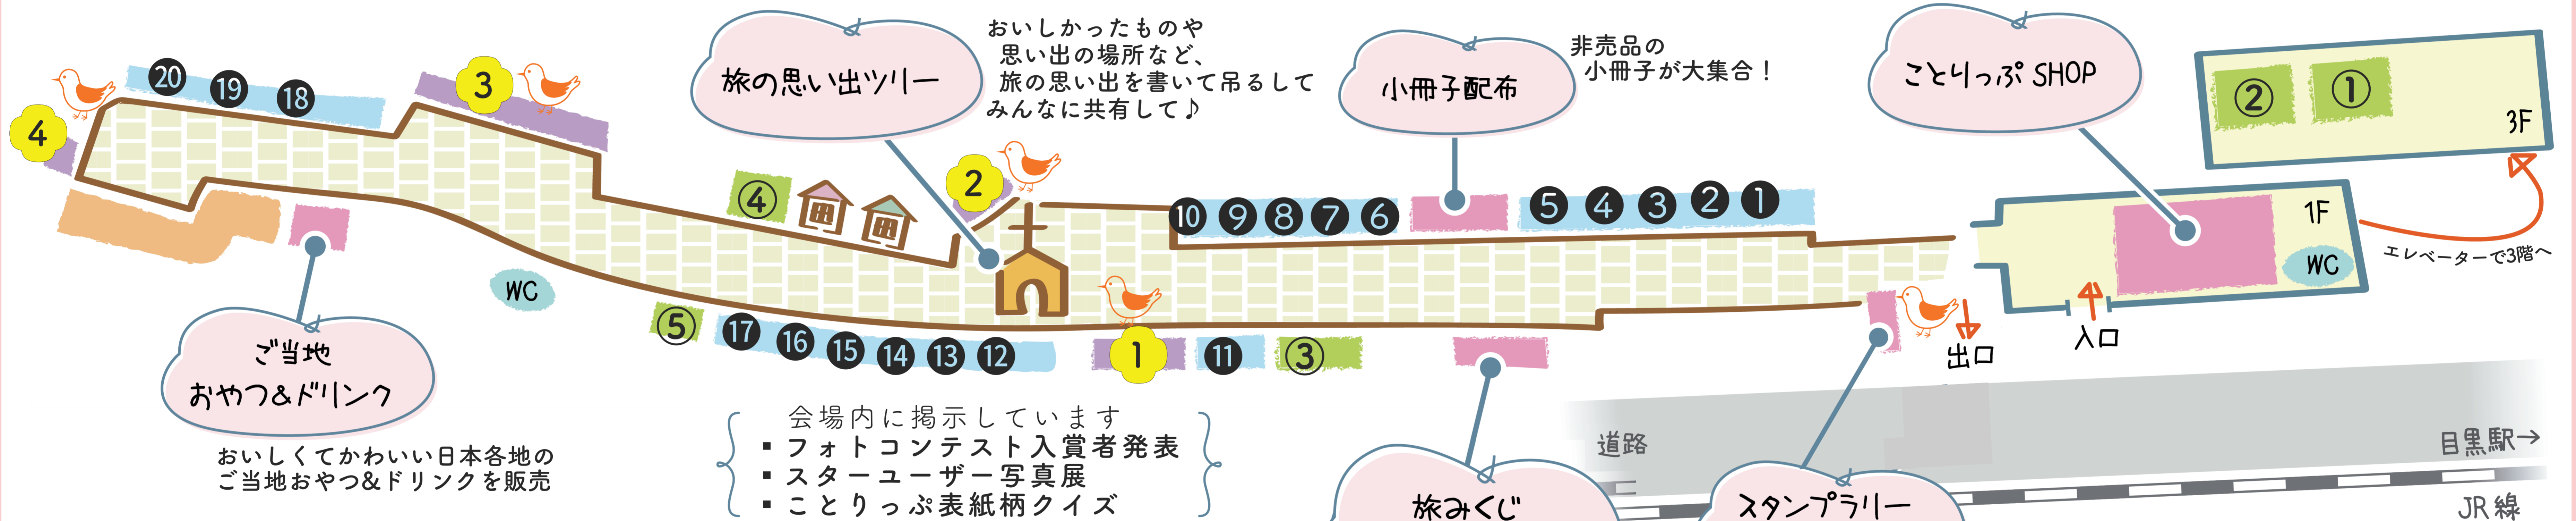 旅の思い出ツリー
おいしかったものや
思い出の場所など、
旅の思い出を書いて吊るして
みんなに共有して♪
小冊子配布
非売品の
小冊子が大集合！
ことりっぷ SHOP
② ①
3F
1F
WC
エレベーターで3階へ
入口
出口
20 19 18
3
4
④
2
10 9 8 7 6
5 4 3 2 1
WC
⑤
17 16 15 14 13 12
1
11
③
ご当地
おやつ&ドリンク
おいしくてかわいい日本各地の
ご当地おやつ&ドリンクを販売
会場内に掲示しています
▪ フォトコンテスト入賞者発表
▪ スターユーザー写真展
▪ ことりっぷ表紙柄クイズ
旅みくじ
スタンプラリー
道路
目黒駅→
JR線